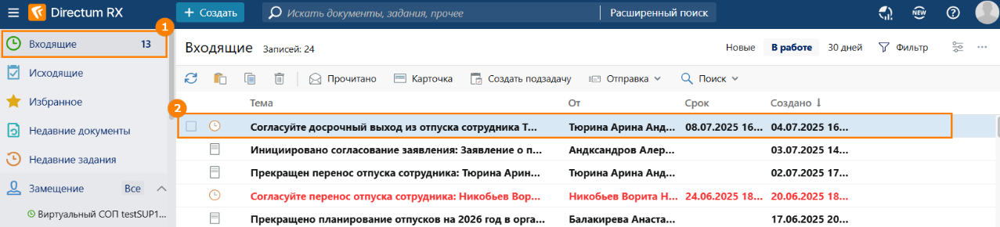 Directum RX
+ Создать
Искать документы, задания, прочее
Расширенный поиск
NEW
?
1
Входящие 13
Исходящие
Избранное
Недавние документы
Недавние задания
Замещение Все
Виртуальный СОП testSUP1...
Входящие Записей: 24
Новые В работе 30 дней Фильтр
Прочитано Карточка Создать подзадачу Отправка Поиск
2
Тема От Срок Создано
Согласуйте досрочный выход из отпуска сотрудника Т... Тюрина Арина Анд... 08.07.2025 16... 04.07.2025 16...
Инициировано согласование заявления: Заявление о п... Андксандров Алер... 03.07.2025 14...
Прекращен перенос отпуска сотрудника: Тюрина Арин... Тюрина Арина Анд... 02.07.2025 17...
Согласуйте перенос отпуска сотрудника: Никобьев Вор... Никобьев Ворита Н... 24.06.2025 18... 20.06.2025 18...
Прекращено планирование отпусков на 2026 год в орга... Балакирева Анаста... 17.06.2025 20...